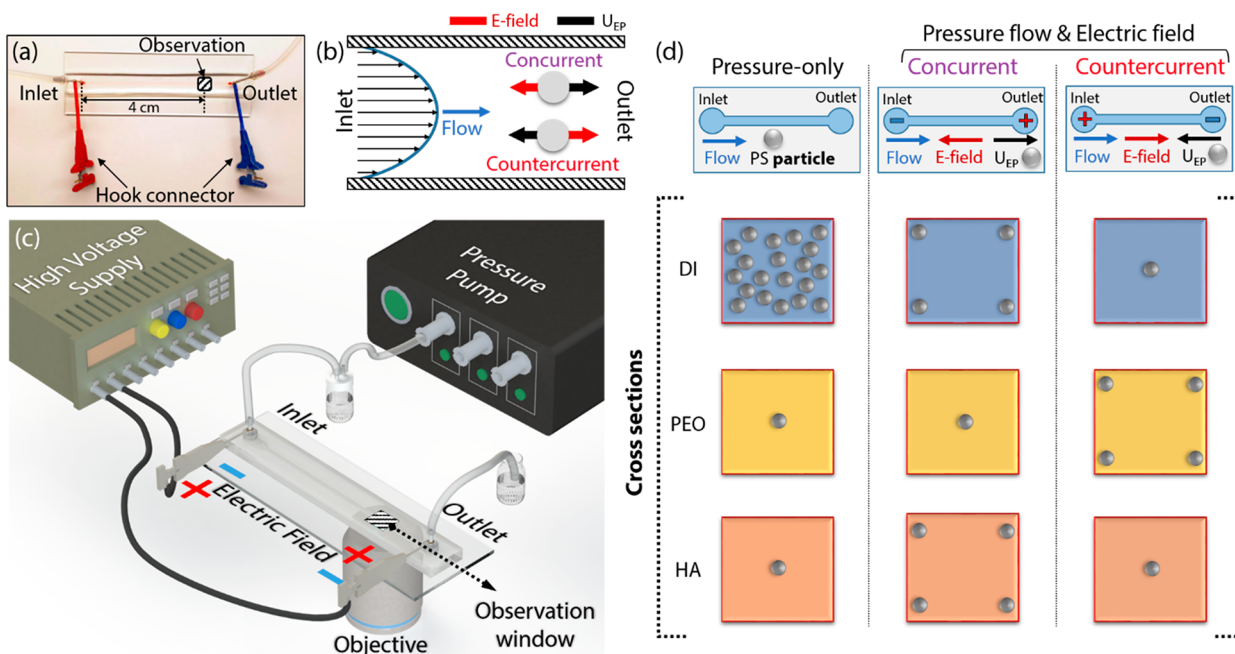 (a)
Observation
Inlet
Outlet
4 cm
Hook connector
E-field
U_EP
(b)
Inlet
Concurrent
Flow
Countercurrent
Outlet
(c)
High Voltage
Supply
Pressure
Pump
Inlet
Electric Field
Outlet
Observation
window
Objective
(d)
Pressure flow & Electric field
Pressure-only
Concurrent
Countercurrent
Inlet
Outlet
Flow
PS particle
Inlet
Outlet
−
+
Flow
E-field
U_EP
Inlet
Outlet
+
−
Flow
E-field
U_EP
Cross sections
DI
PEO
HA